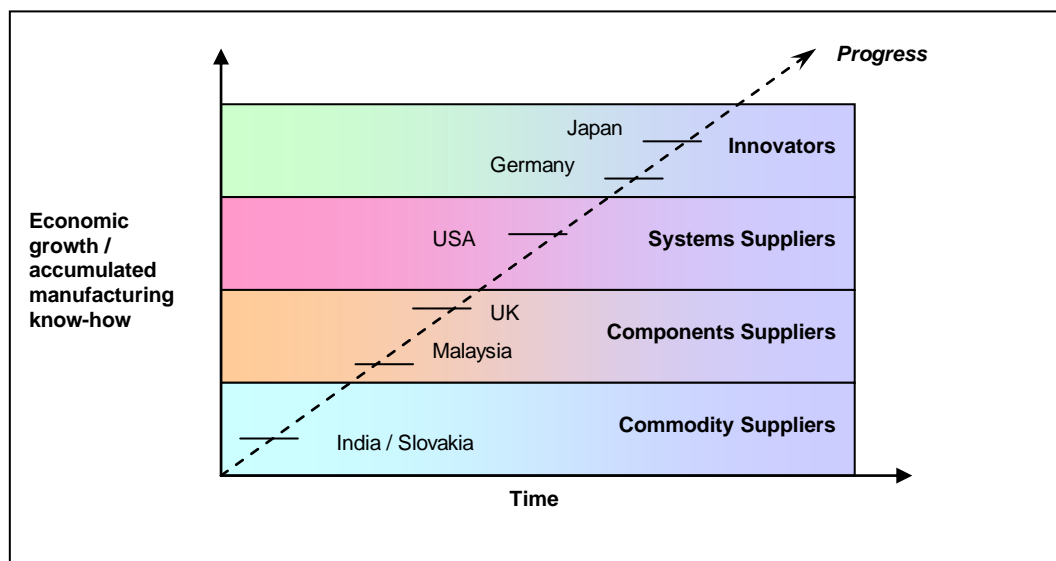 Progress
Japan
Innovators
Germany
Economic
growth /
accumulated
manufacturing
know-how
USA
Systems Suppliers
UK
Components Suppliers
Malaysia
Commodity Suppliers
India / Slovakia
Time